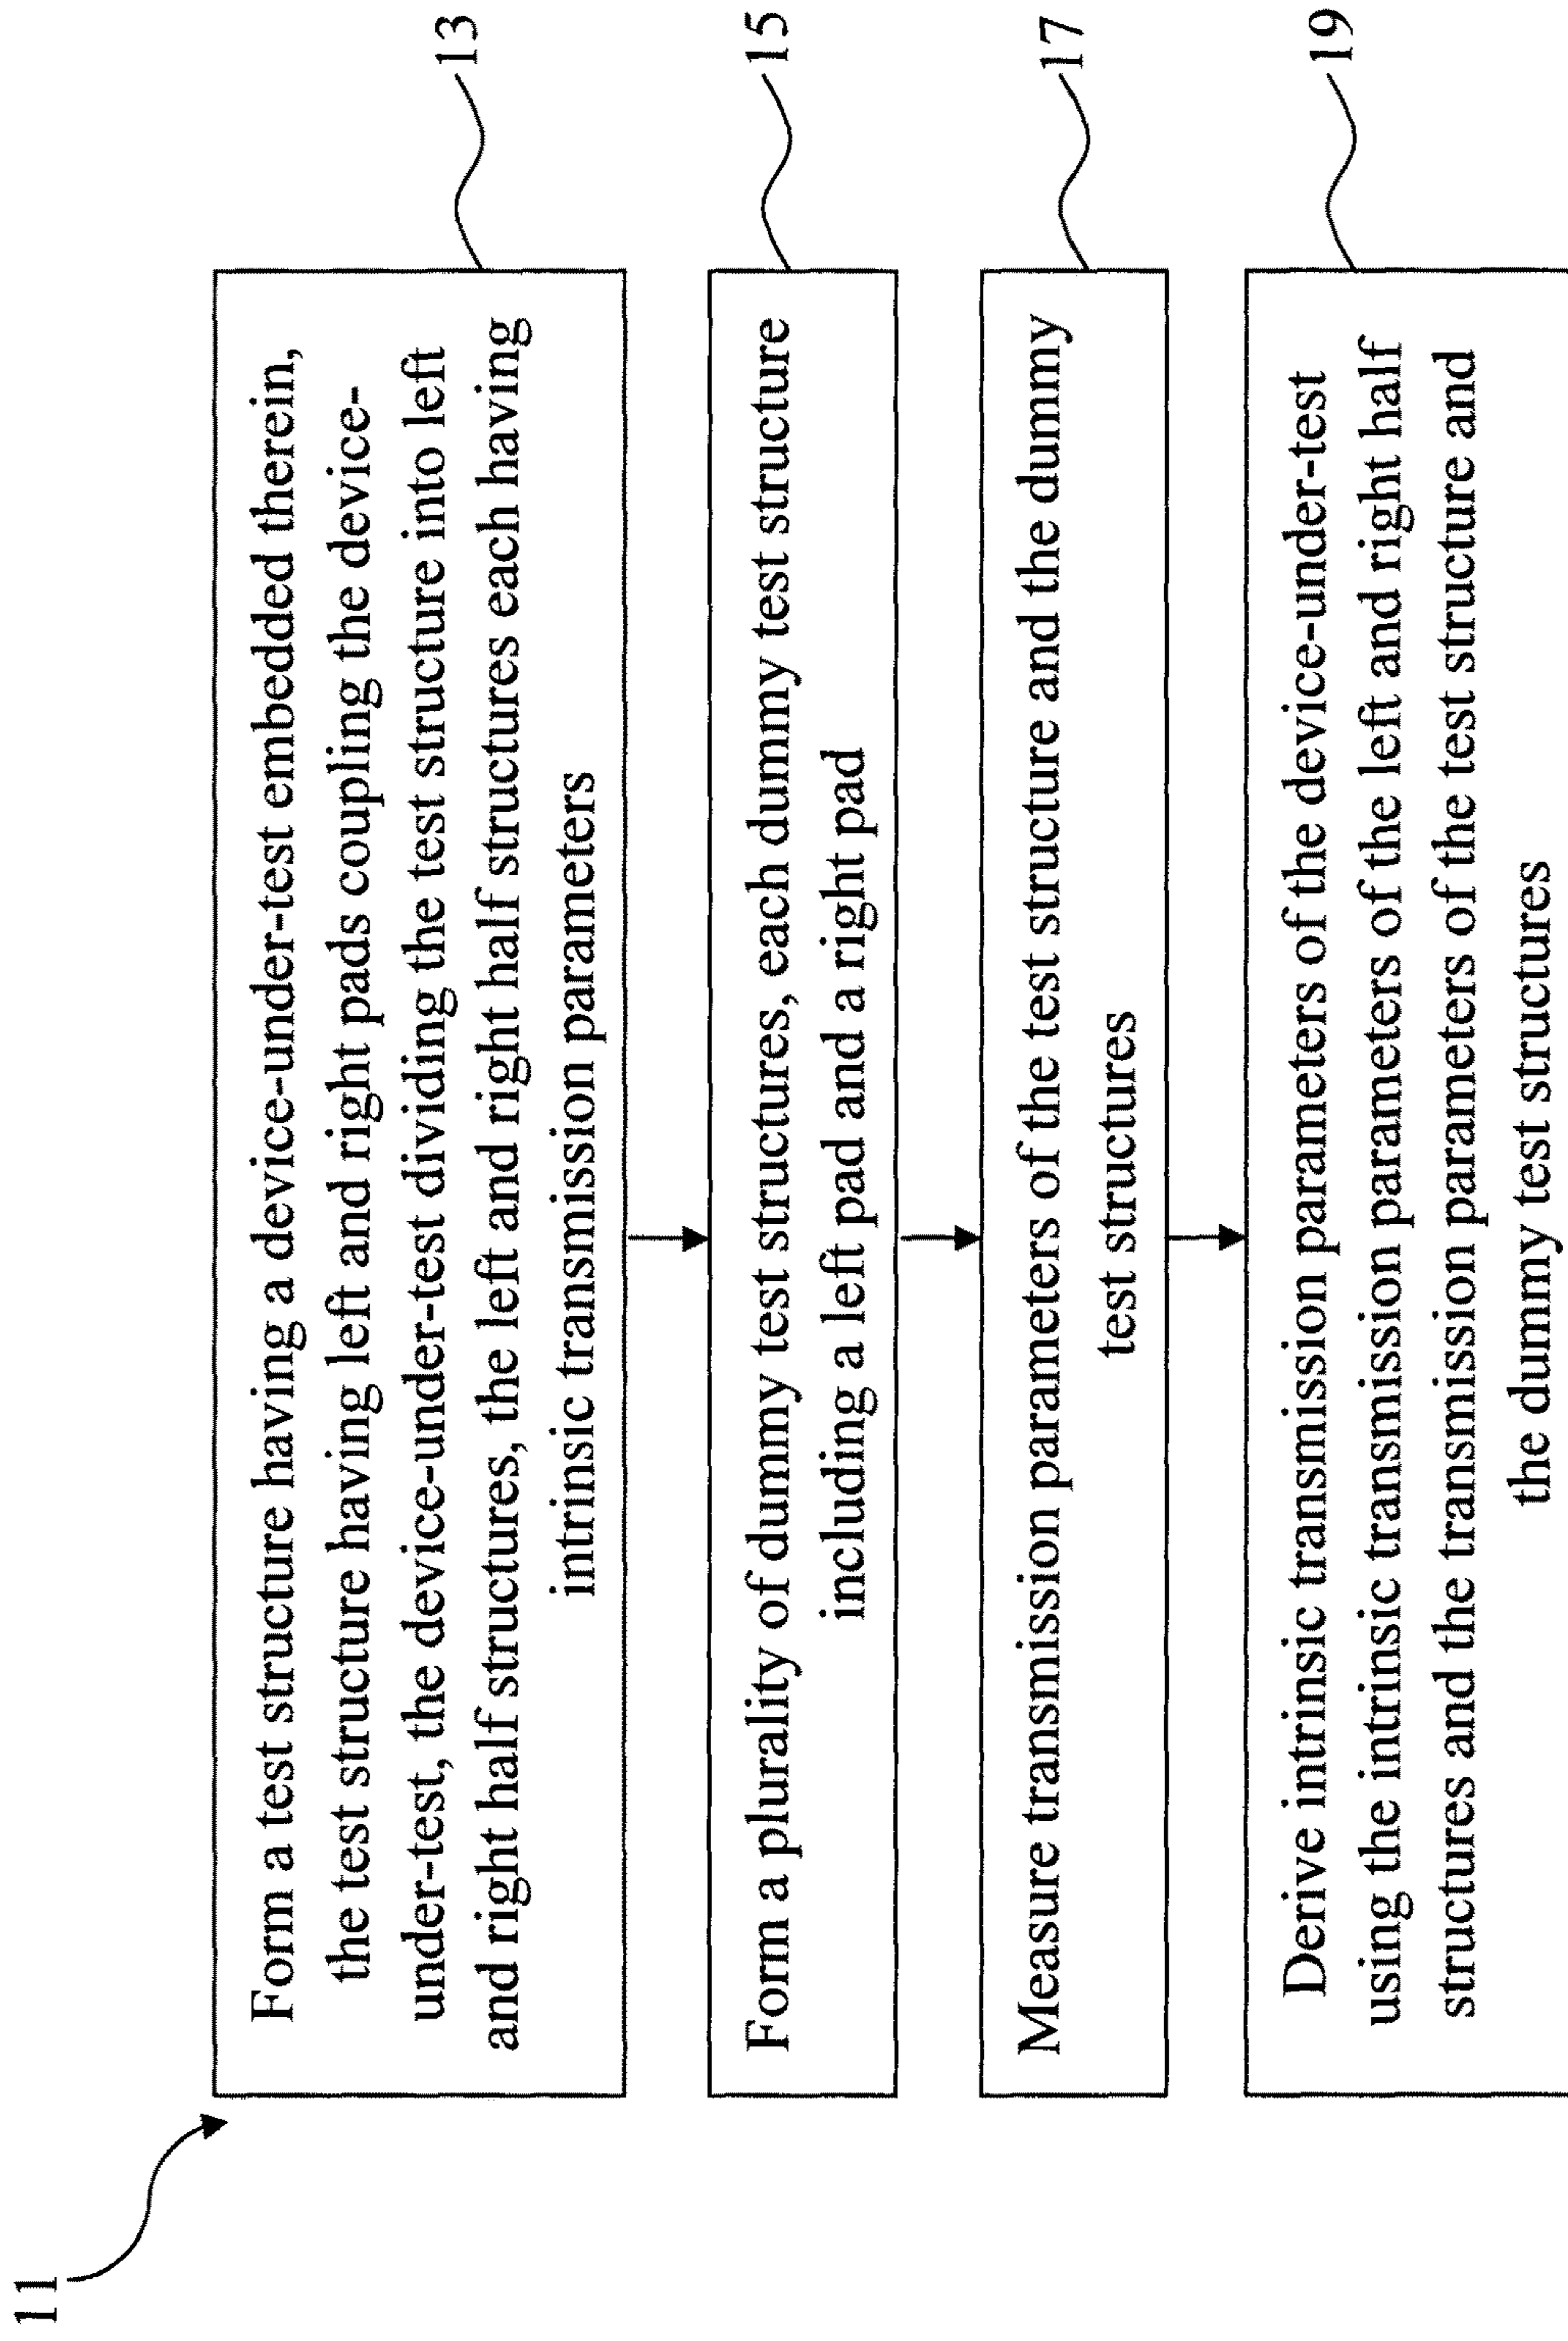 11
Form a test structure having a device-under-test embedded therein,
the test structure having left and right pads coupling the device-
under-test, the device-under-test dividing the test structure into left
and right half structures, the left and right half structures each having
intrinsic transmission parameters
13
Form a plurality of dummy test structures, each dummy test structure
including a left pad and a right pad
15
Measure transmission parameters of the test structure and the dummy
test structures
17
Derive intrinsic transmission parameters of the device-under-test
using the intrinsic transmission parameters of the left and right half
structures and the transmission parameters of the test structure and
the dummy test structures
19